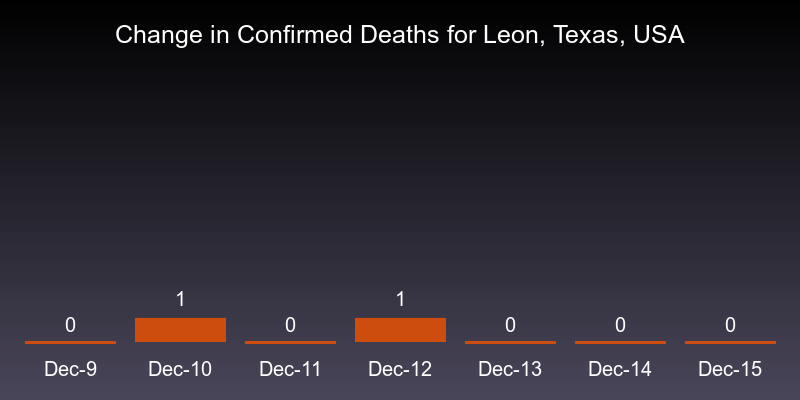 Change in Confirmed Deaths for Leon, Texas, USA
0 1 0 1 0 0 0
Dec-9 Dec-10 Dec-11 Dec-12 Dec-13 Dec-14 Dec-15